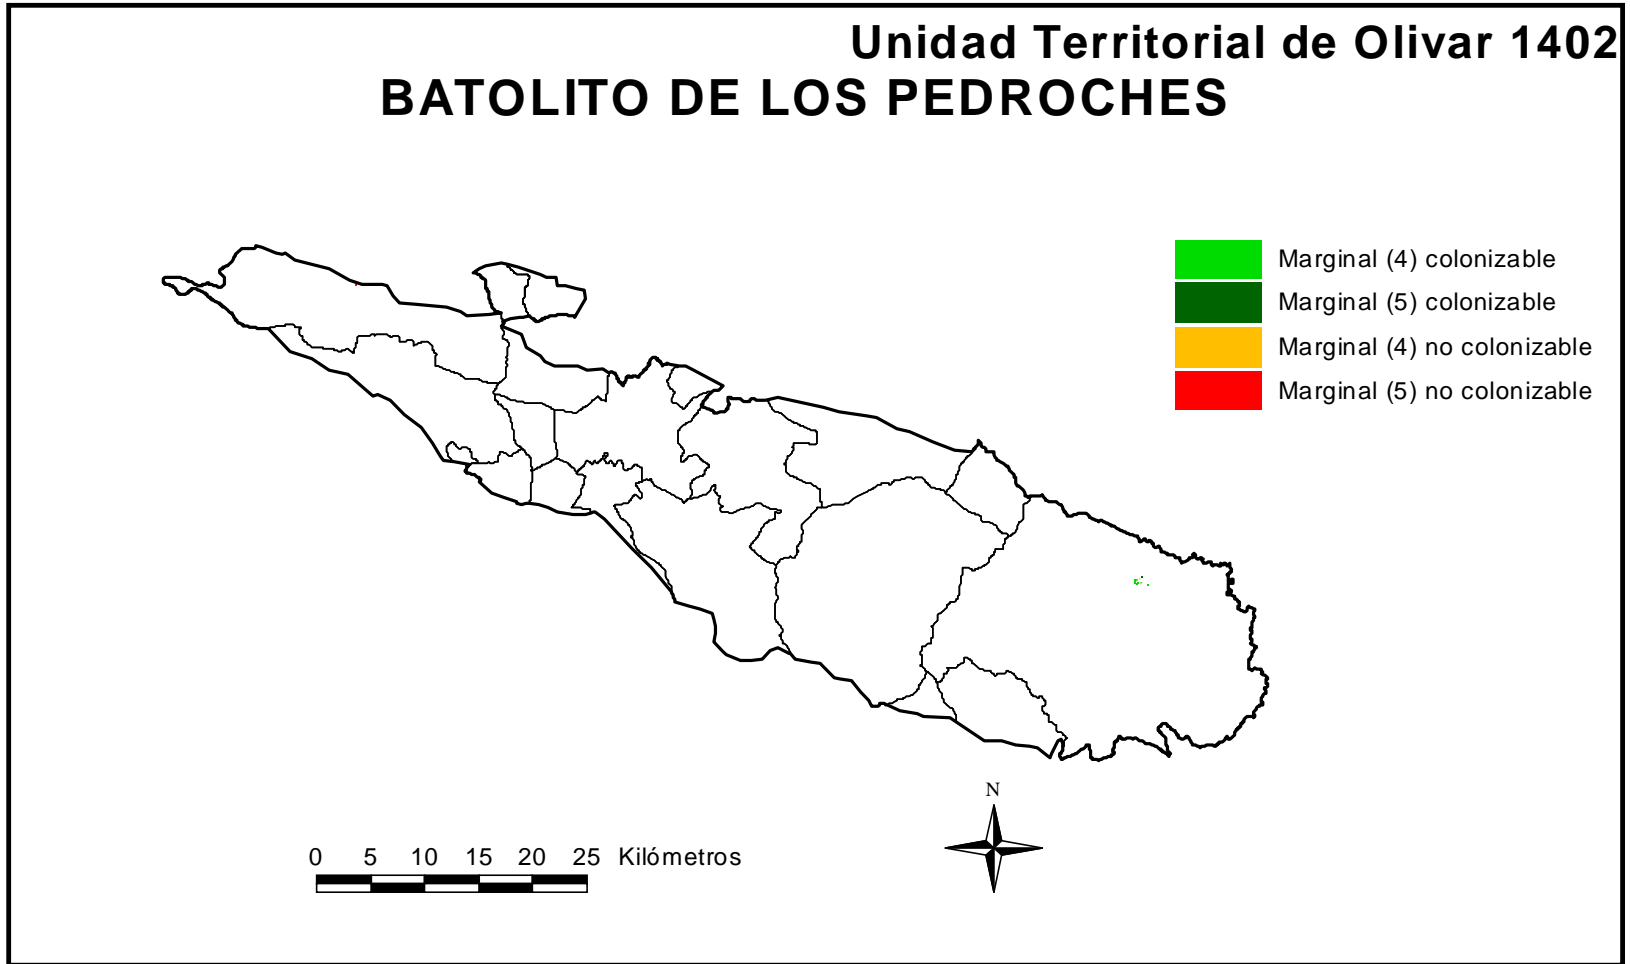 Unidad Territorial de Olivar 1402
BATOLITO DE LOS PEDROCHES
Marginal (4) colonizable
Marginal (5) colonizable
Marginal (4) no colonizable
Marginal (5) no colonizable
N
0 5 10 15 20 25 Kilómetros